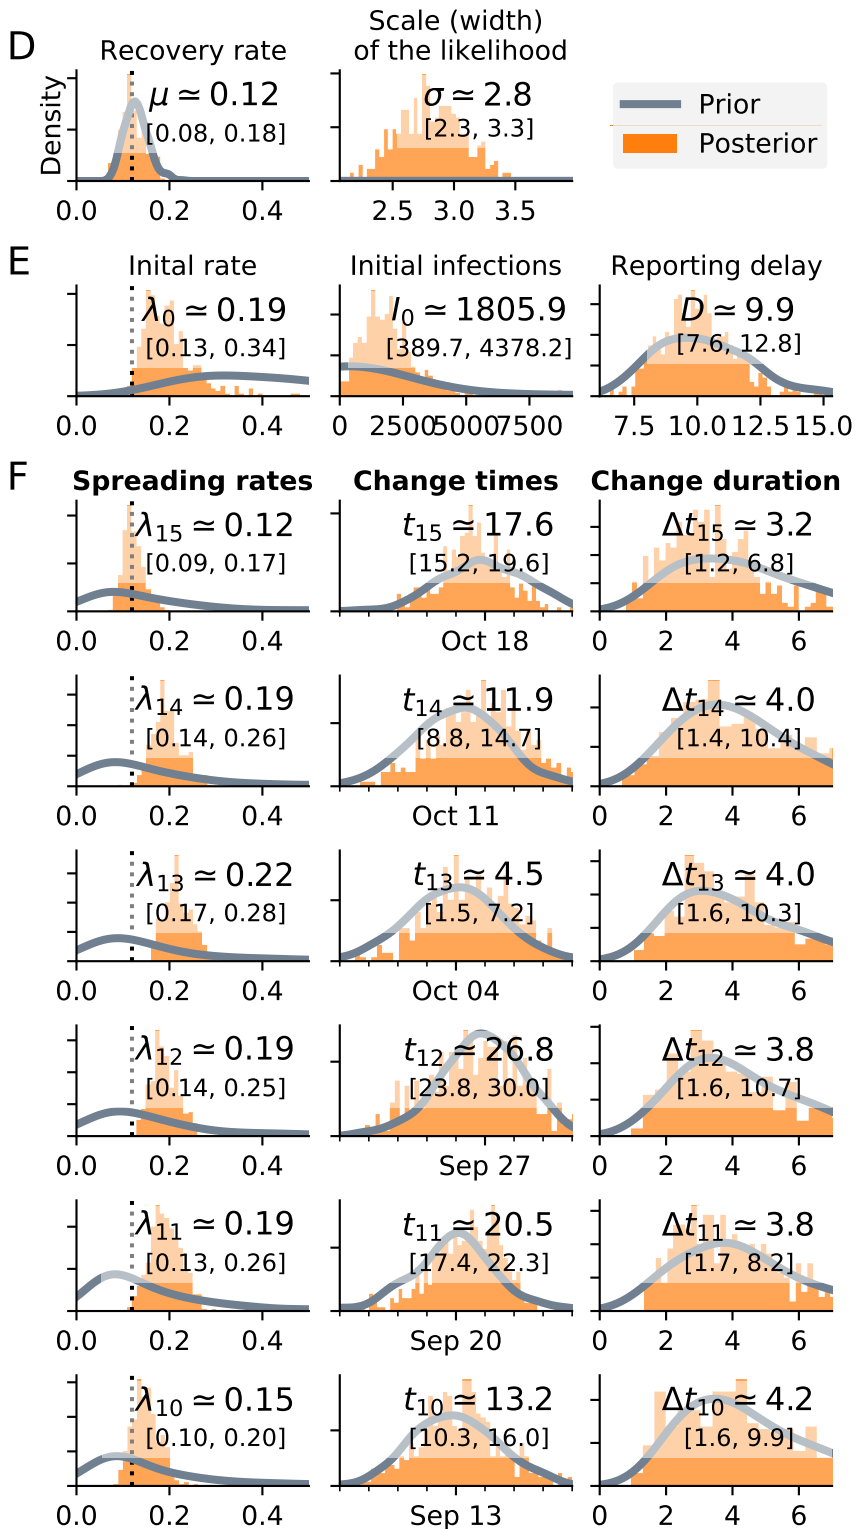 D
Recovery rate
Scale (width)
of the likelihood
Density
μ ≃ 0.12
[0.08, 0.18]
0.0 0.2 0.4
σ ≃ 2.8
[2.3, 3.3]
2.5 3.0 3.5
Prior
Posterior
E
Inital rate
λ0 ≃ 0.19
[0.13, 0.34]
0.0 0.2 0.4
Initial infections
I0 ≃ 1805.9
[389.7, 4378.2]
0 2500 5000 7500
Reporting delay
D ≃ 9.9
[7.6, 12.8]
7.5 10.0 12.5 15.0
F
Spreading rates
Change times
Change duration
λ15 ≃ 0.12
[0.09, 0.17]
0.0 0.2 0.4
t15 ≃ 17.6
[15.2, 19.6]
Oct 18
Δt15 ≃ 3.2
[1.2, 6.8]
0 2 4 6
λ14 ≃ 0.19
[0.14, 0.26]
0.0 0.2 0.4
t14 ≃ 11.9
[8.8, 14.7]
Oct 11
Δt14 ≃ 4.0
[1.4, 10.4]
0 2 4 6
λ13 ≃ 0.22
[0.17, 0.28]
0.0 0.2 0.4
t13 ≃ 4.5
[1.5, 7.2]
Oct 04
Δt13 ≃ 4.0
[1.6, 10.3]
0 2 4 6
λ12 ≃ 0.19
[0.14, 0.25]
0.0 0.2 0.4
t12 ≃ 26.8
[23.8, 30.0]
Sep 27
Δt12 ≃ 3.8
[1.6, 10.7]
0 2 4 6
λ11 ≃ 0.19
[0.13, 0.26]
0.0 0.2 0.4
t11 ≃ 20.5
[17.4, 22.3]
Sep 20
Δt11 ≃ 3.8
[1.7, 8.2]
0 2 4 6
λ10 ≃ 0.15
[0.10, 0.20]
0.0 0.2 0.4
t10 ≃ 13.2
[10.3, 16.0]
Sep 13
Δt10 ≃ 4.2
[1.6, 9.9]
0 2 4 6